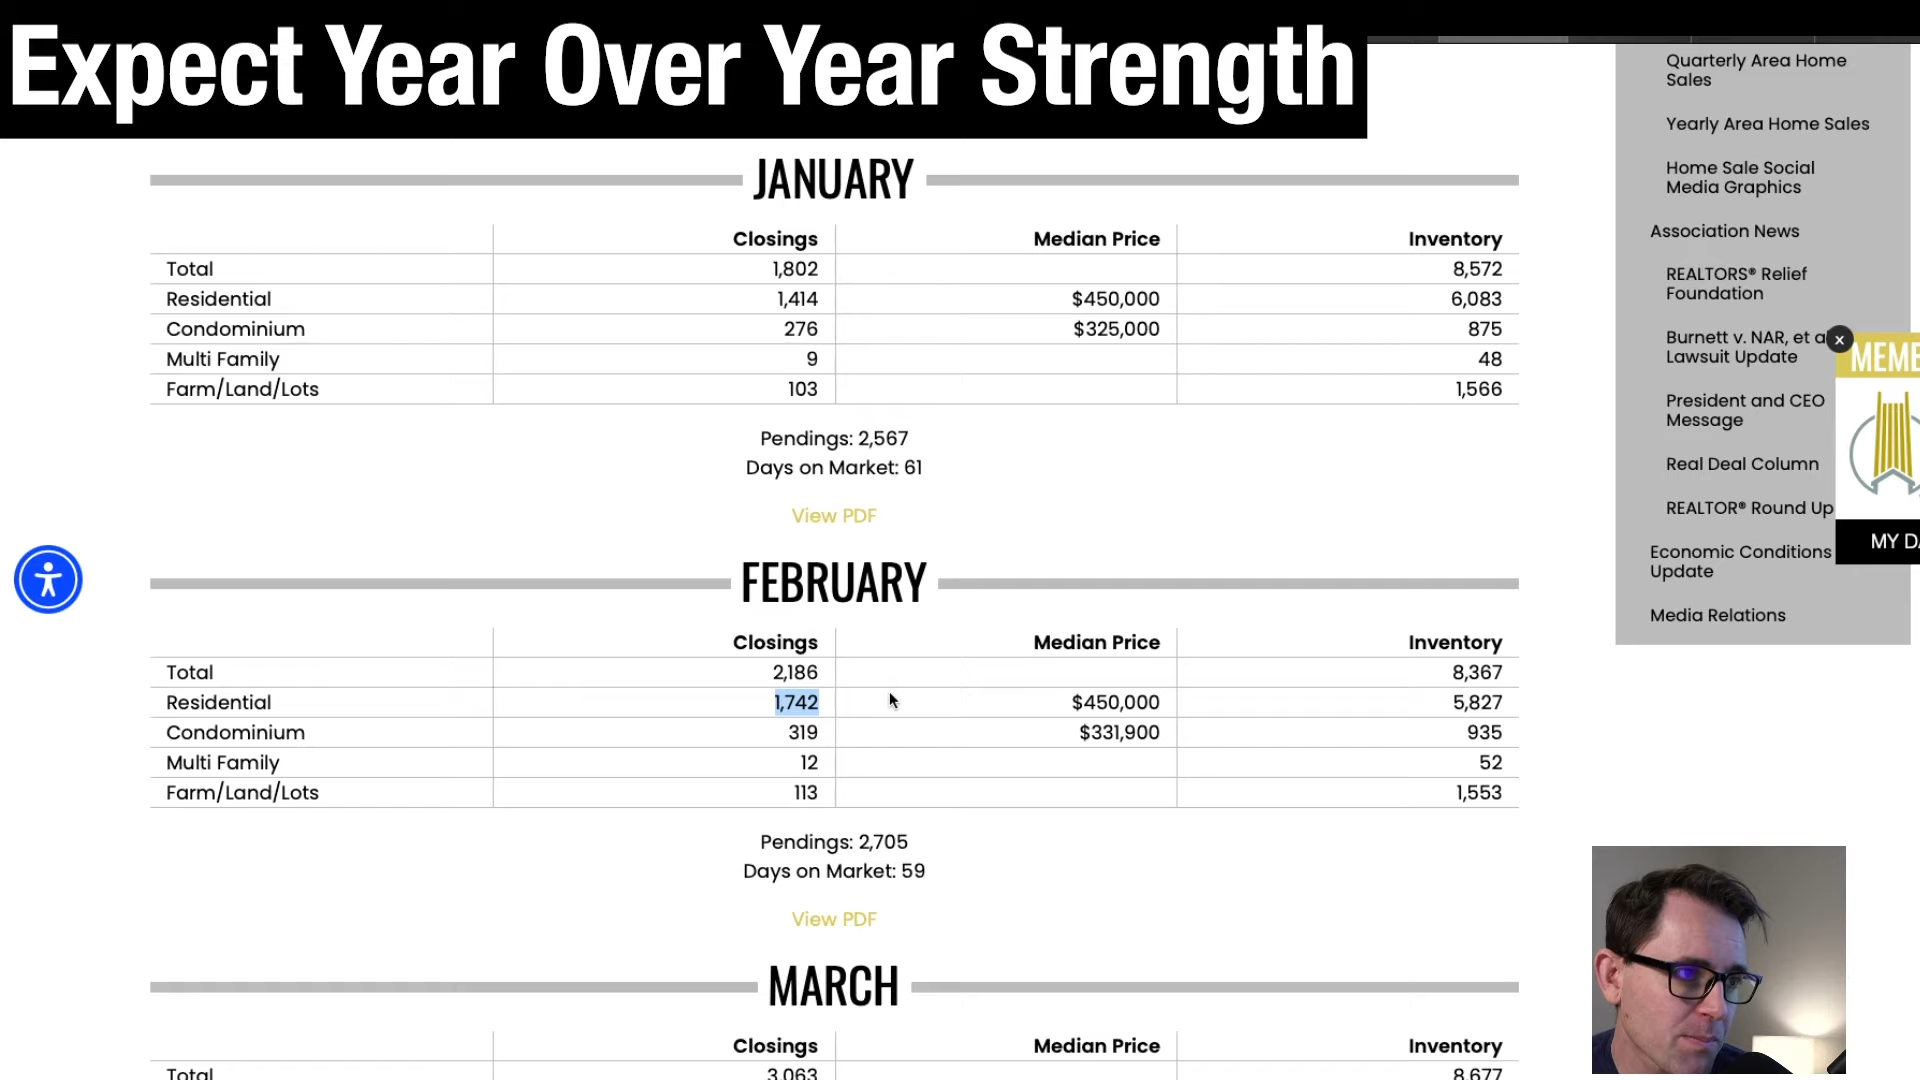 Expect Year Over Year Strength
JANUARY
Closings Median Price Inventory
Total 1,802 8,572
Residential 1,414 $450,000 6,083
Condominium 276 $325,000 875
Multi Family 9 48
Farm/Land/Lots 103 1,566
Pendings: 2,567
Days on Market: 61
View PDF
FEBRUARY
Closings Median Price Inventory
Total 2,186 8,367
Residential 1,742 $450,000 5,827
Condominium 319 $331,900 935
Multi Family 12 52
Farm/Land/Lots 113 1,553
Pendings: 2,705
Days on Market: 59
View PDF
MARCH
Closings Median Price Inventory
Total 3,063 8,677
Quarterly Area Home
Sales
Yearly Area Home Sales
Home Sale Social
Media Graphics
Association News
REALTORS® Relief
Foundation
Burnett v. NAR, et a
Lawsuit Update
President and CEO
Message
Real Deal Column
REALTOR® Round Up
Economic Conditions
Update
Media Relations
x
MEME
MY DA